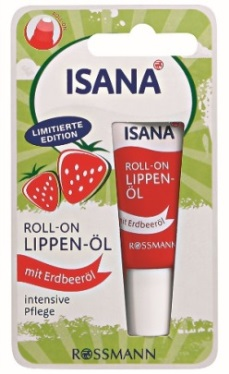 ISANA®
LIMITIERTE
EDITION
ROLL-ON
LIPPEN-ÖL
mit Erdbeeröl
intensive
Pflege
ROSSMANN
ISANA
ROLL-ON
LIPPEN-
ÖL
mit Erdbeeröl
ROSSMANN